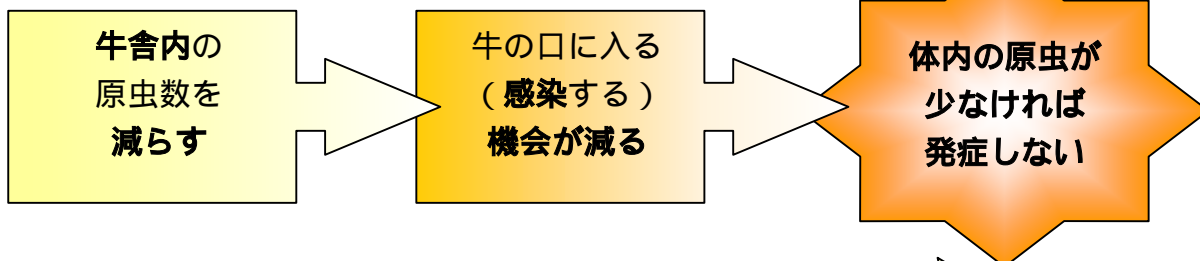 牛舎内の
原虫数を
減らす
牛の口に入る
（感染する）
機会が減る
体内の原虫が
少なければ
発症しない